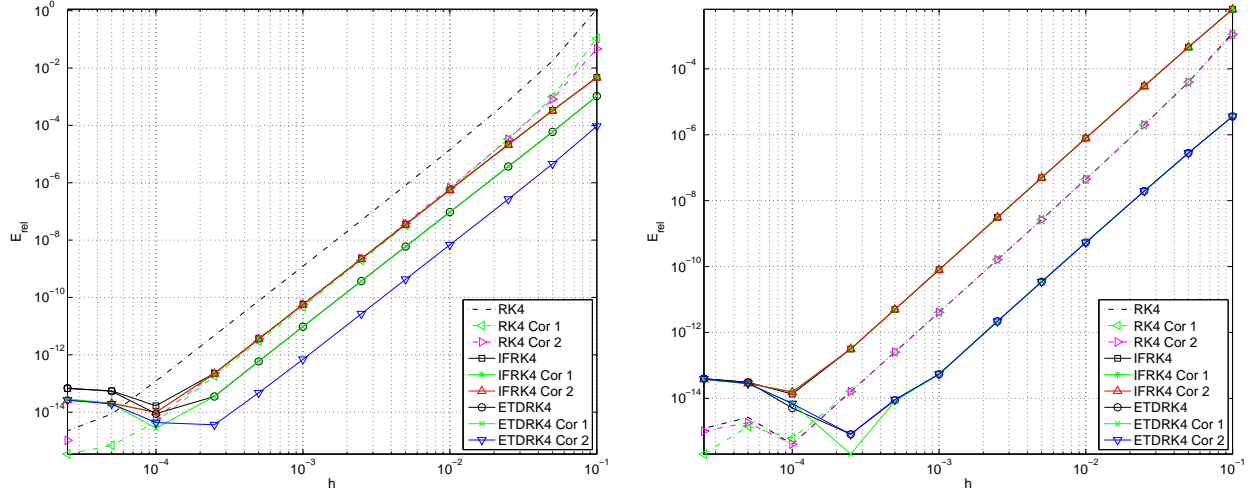 10^0
10^-2
10^-4
10^-6
10^-8
10^-10
10^-12
10^-14
E_rel
10^-4
10^-3
10^-2
10^-1
h
RK4
RK4 Cor 1
RK4 Cor 2
IFRK4
IFRK4 Cor 1
IFRK4 Cor 2
ETDRK4
ETDRK4 Cor 1
ETDRK4 Cor 2
10^-4
10^-6
10^-8
10^-10
10^-12
10^-14
E_rel
10^-4
10^-3
10^-2
10^-1
h
RK4
RK4 Cor 1
RK4 Cor 2
IFRK4
IFRK4 Cor 1
IFRK4 Cor 2
ETDRK4
ETDRK4 Cor 1
ETDRK4 Cor 2